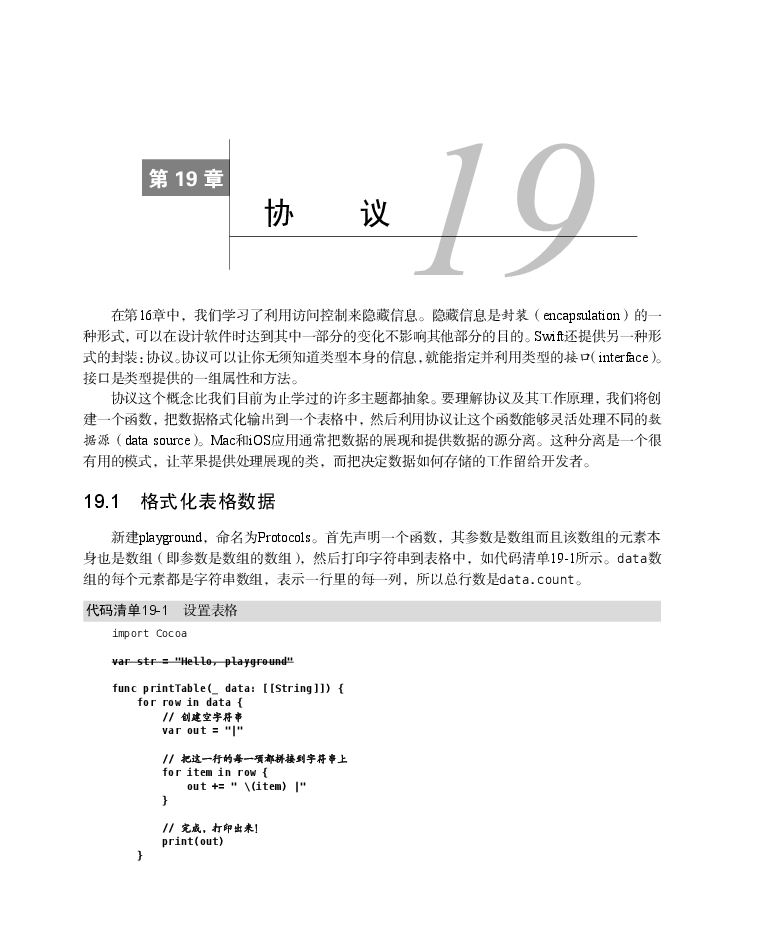 第 19 章
协 议
19
在第16章中，我们学习了利用访问控制来隐藏信息。隐藏信息是封装（encapsulation）的一
种形式，可以在设计软件时达到其中一部分的变化不影响其他部分的目的。Swift还提供另一种形
式的封装：协议。协议可以让你无须知道类型本身的信息，就能指定并利用类型的接口（interface）。
接口是类型提供的一组属性和方法。
协议这个概念比我们目前为止学过的许多主题都抽象。要理解协议及其工作原理，我们将创
建一个函数，把数据格式化输出到一个表格中，然后利用协议让这个函数能够灵活处理不同的数
据源（data source）。Mac和iOS应用通常把数据的展现和提供数据的源分离。这种分离是一个很
有用的模式，让苹果提供处理展现的类，而把决定数据如何存储的工作留给开发者。
19.1 格式化表格数据
新建playground，命名为Protocols。首先声明一个函数，其参数是数组而且该数组的元素本
身也是数组（即参数是数组的数组），然后打印字符串到表格中，如代码清单19-1所示。data数
组的每个元素都是字符串数组，表示一行里的每一列，所以总行数是data.count。
代码清单19-1 设置表格
import Cocoa
var str = "Hello, playground"
func printTable(_ data: [[String]]) {
for row in data {
// 创建空字符串
var out = "|"
// 把这一行的每一项都拼接到字符串上
for item in row {
out += " \(item) |"
}
// 完成，打印出来！
print(out)
}